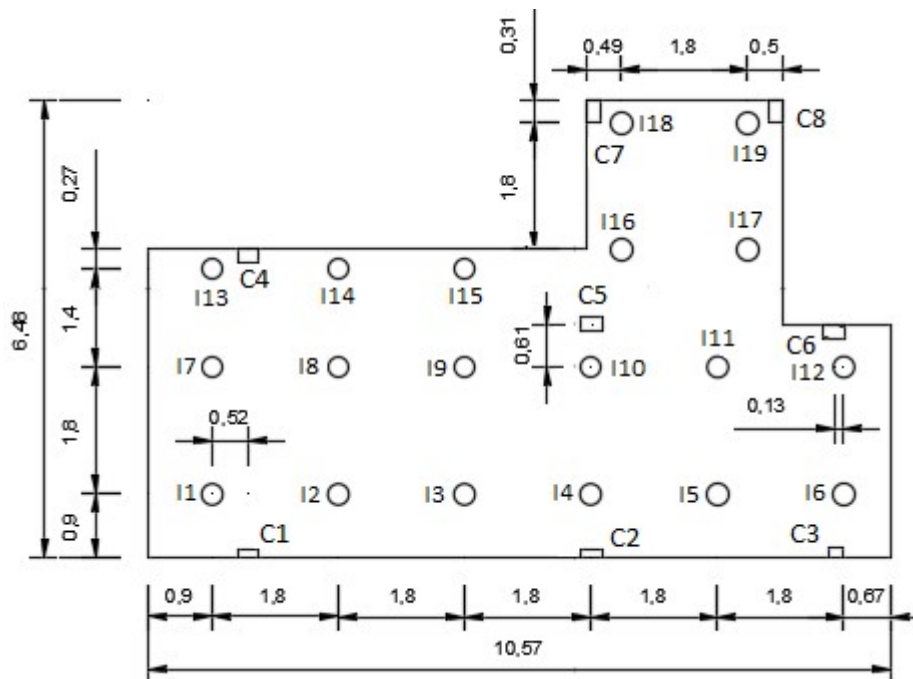 0,31
0,49
1,8
0,5
I18
C8
C7
I19
1,8
0,27
I16
I17
C4
C5
I13
I14
I15
6,48
1,4
0,61
I11
C6
I7
I8
I9
I10
I12
0,52
0,13
1,8
I1
I2
I3
I4
I5
I6
0,9
C1
C2
C3
0,9
1,8
1,8
1,8
1,8
1,8
0,67
10,57